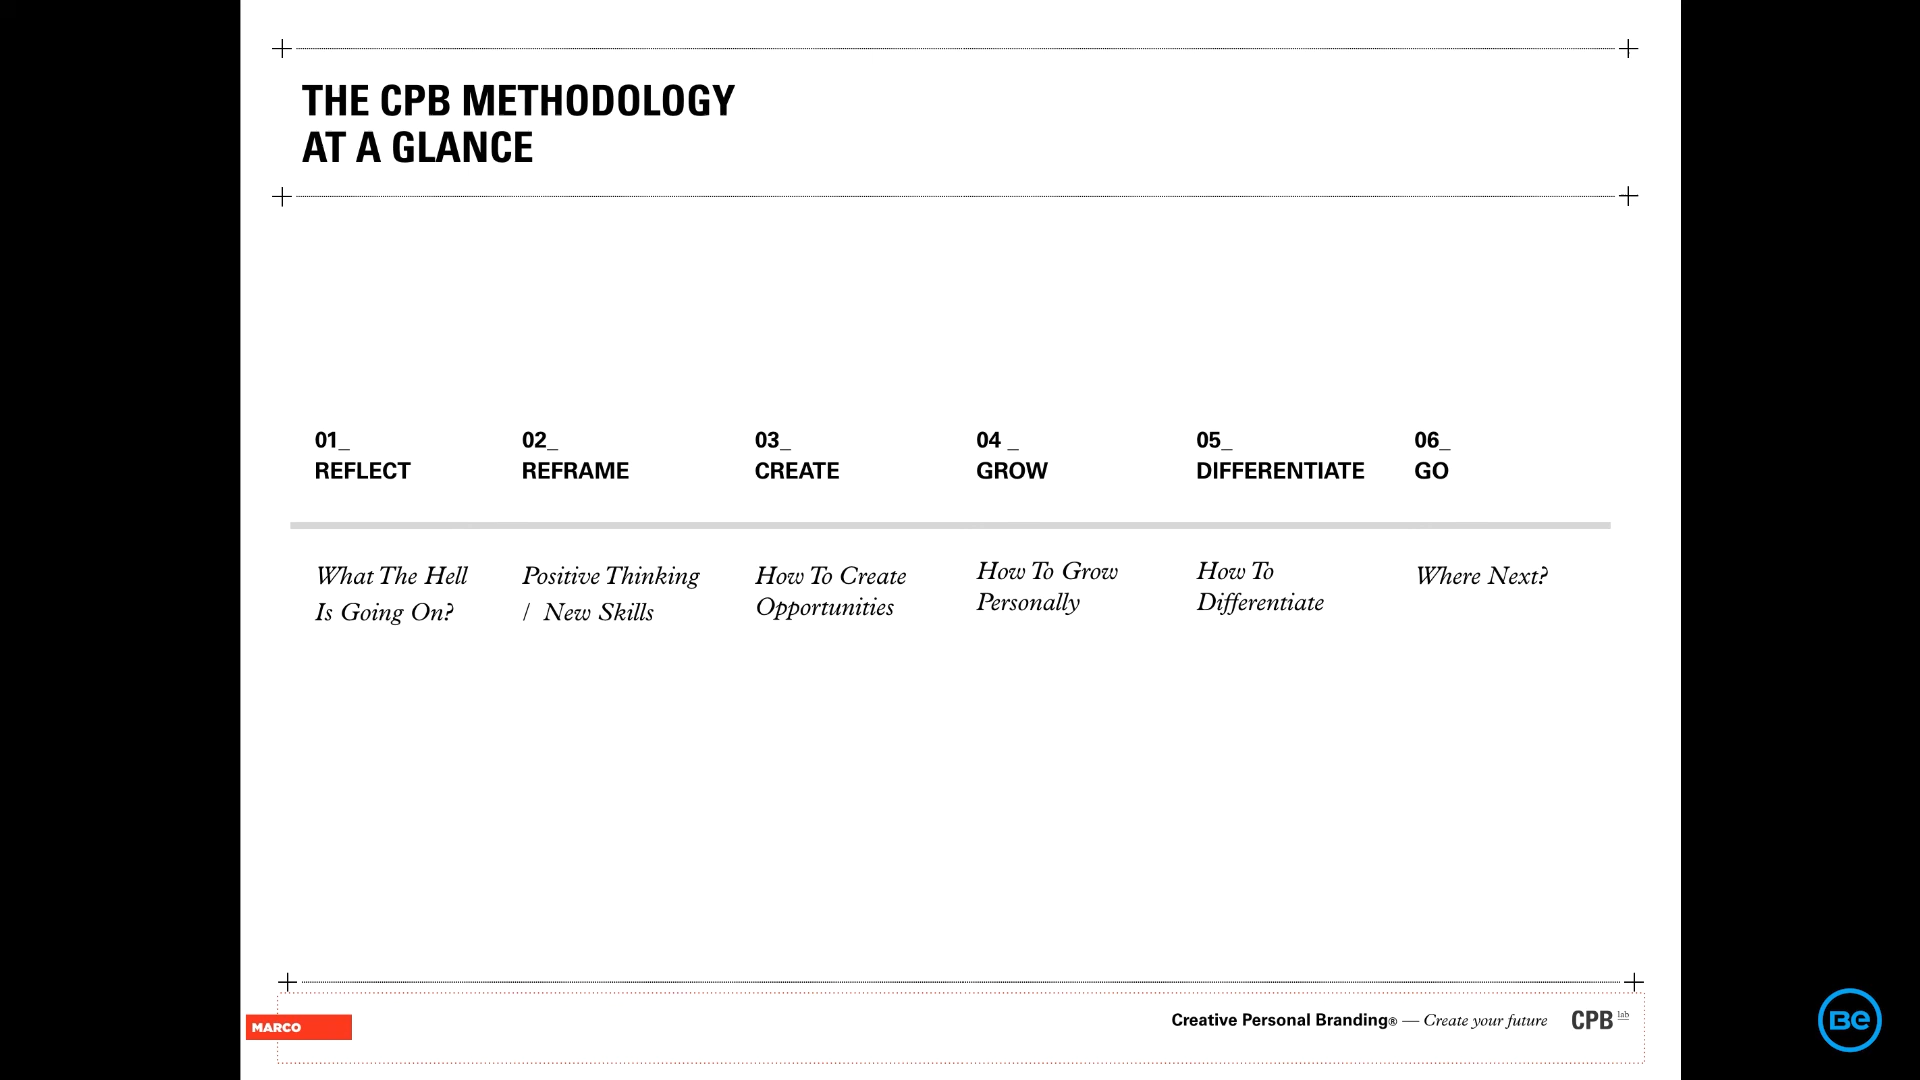 THE CPB METHODOLOGY
AT A GLANCE
01_
REFLECT
What The Hell
Is Going On?
02_
REFRAME
Positive Thinking
/ New Skills
03_
CREATE
How To Create
Opportunities
04 _
GROW
How To Grow
Personally
05_
DIFFERENTIATE
How To
Differentiate
06_
GO
Where Next?
MARCO
Creative Personal Branding® — Create your future
CPB lab
Be